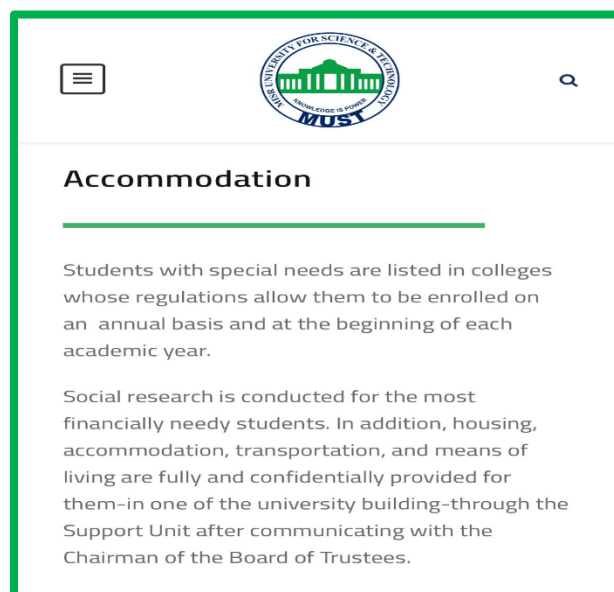 MISR UNIVERSITY FOR SCIENCE & TECHNOLOGY
KNOWLEDGE IS POWER
MUST
Accommodation
Students with special needs are listed in colleges
whose regulations allow them to be enrolled on
an annual basis and at the beginning of each
academic year.
Social research is conducted for the most
financially needy students. In addition, housing,
accommodation, transportation, and means of
living are fully and confidentially provided for
them-in one of the university building-through the
Support Unit after communicating with the
Chairman of the Board of Trustees.